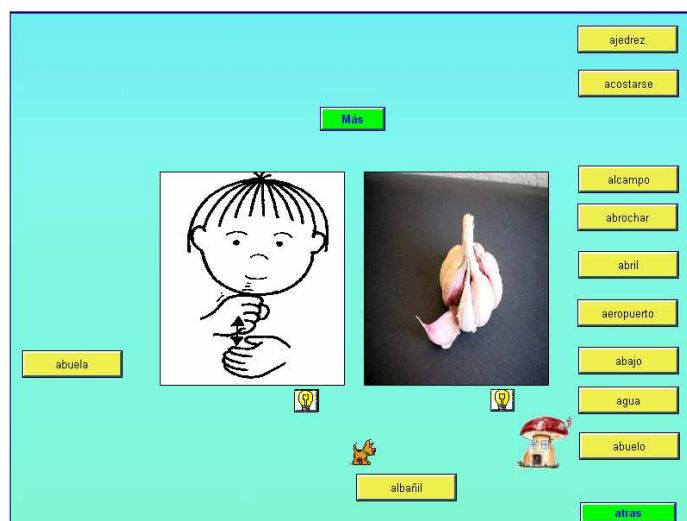 ajedrez
acostarse
Más
alcampo
abrochar
abril
aeropuerto
abuela
abajo
agua
abuelo
albañil
atras